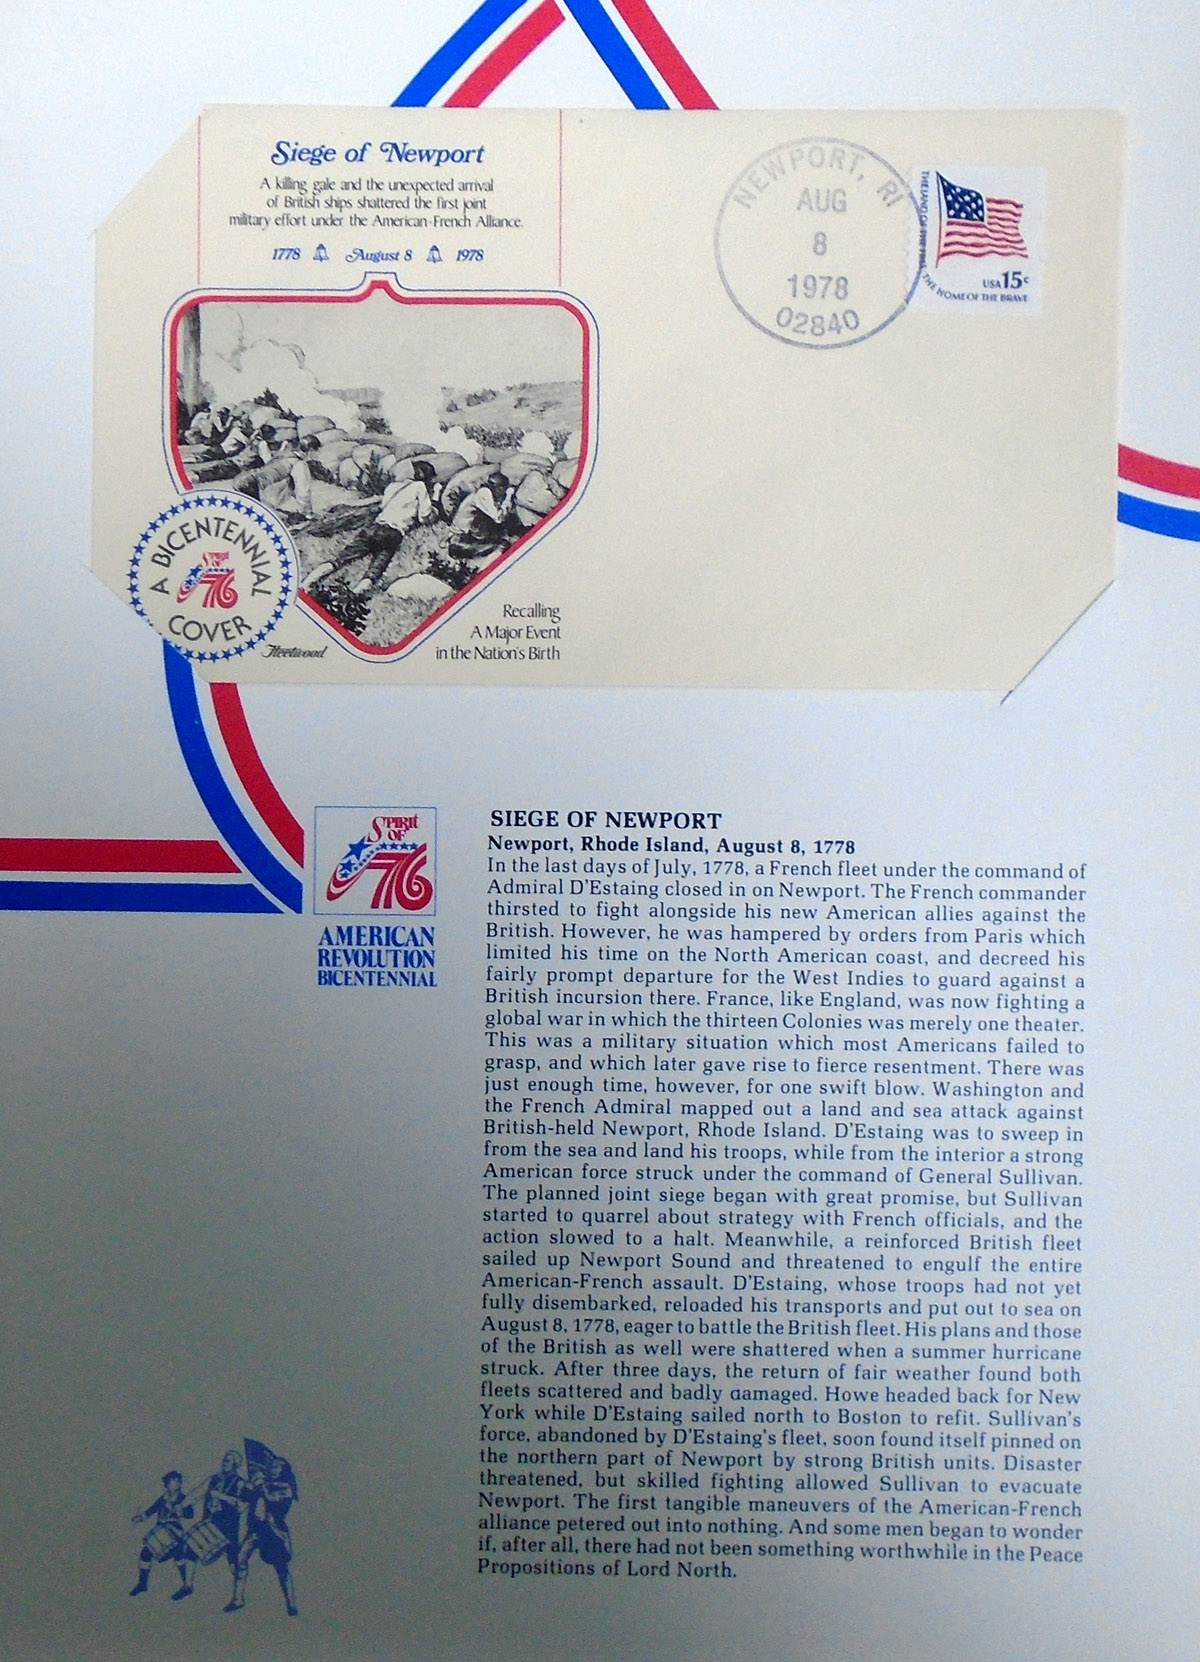 Siege of Newport
A killing gale and the unexpected arrival
of British ships shattered the first joint
military effort under the American-French Alliance.
1778 August 8 1978
NEWPORT, RI
AUG
8
1978
02840
THE LAND OF THE FREE THE HOME OF THE BRAVE
USA 15c
A BICENTENNIAL
SPIRIT OF
76
COVER
Fleetwood
Recalling
A Major Event
in the Nation's Birth
SPIRIT
OF
76
AMERICAN
REVOLUTION
BICENTENNIAL
SIEGE OF NEWPORT
Newport, Rhode Island, August 8, 1778
In the last days of July, 1778, a French fleet under the command of
Admiral D'Estaing closed in on Newport. The French commander
thirsted to fight alongside his new American allies against the
British. However, he was hampered by orders from Paris which
limited his time on the North American coast, and decreed his
fairly prompt departure for the West Indies to guard against a
British incursion there. France, like England, was now fighting a
global war in which the thirteen Colonies was merely one theater.
This was a military situation which most Americans failed to
grasp, and which later gave rise to fierce resentment. There was
just enough time, however, for one swift blow. Washington and
the French Admiral mapped out a land and sea attack against
British-held Newport, Rhode Island. D'Estaing was to sweep in
from the sea and land his troops, while from the interior a strong
American force struck under the command of General Sullivan.
The planned joint siege began with great promise, but Sullivan
started to quarrel about strategy with French officials, and the
action slowed to a halt. Meanwhile, a reinforced British fleet
sailed up Newport Sound and threatened to engulf the entire
American-French assault. D'Estaing, whose troops had not yet
fully disembarked, reloaded his transports and put out to sea on
August 8, 1778, eager to battle the British fleet. His plans and those
of the British as well were shattered when a summer hurricane
struck. After three days, the return of fair weather found both
fleets scattered and badly damaged. Howe headed back for New
York while D'Estaing sailed north to Boston to refit. Sullivan's
force, abandoned by D'Estaing's fleet, soon found itself pinned on
the northern part of Newport by strong British units. Disaster
threatened, but skilled fighting allowed Sullivan to evacuate
Newport. The first tangible maneuvers of the American-French
alliance petered out into nothing. And some men began to wonder
if, after all, there had not been something worthwhile in the Peace
Propositions of Lord North.